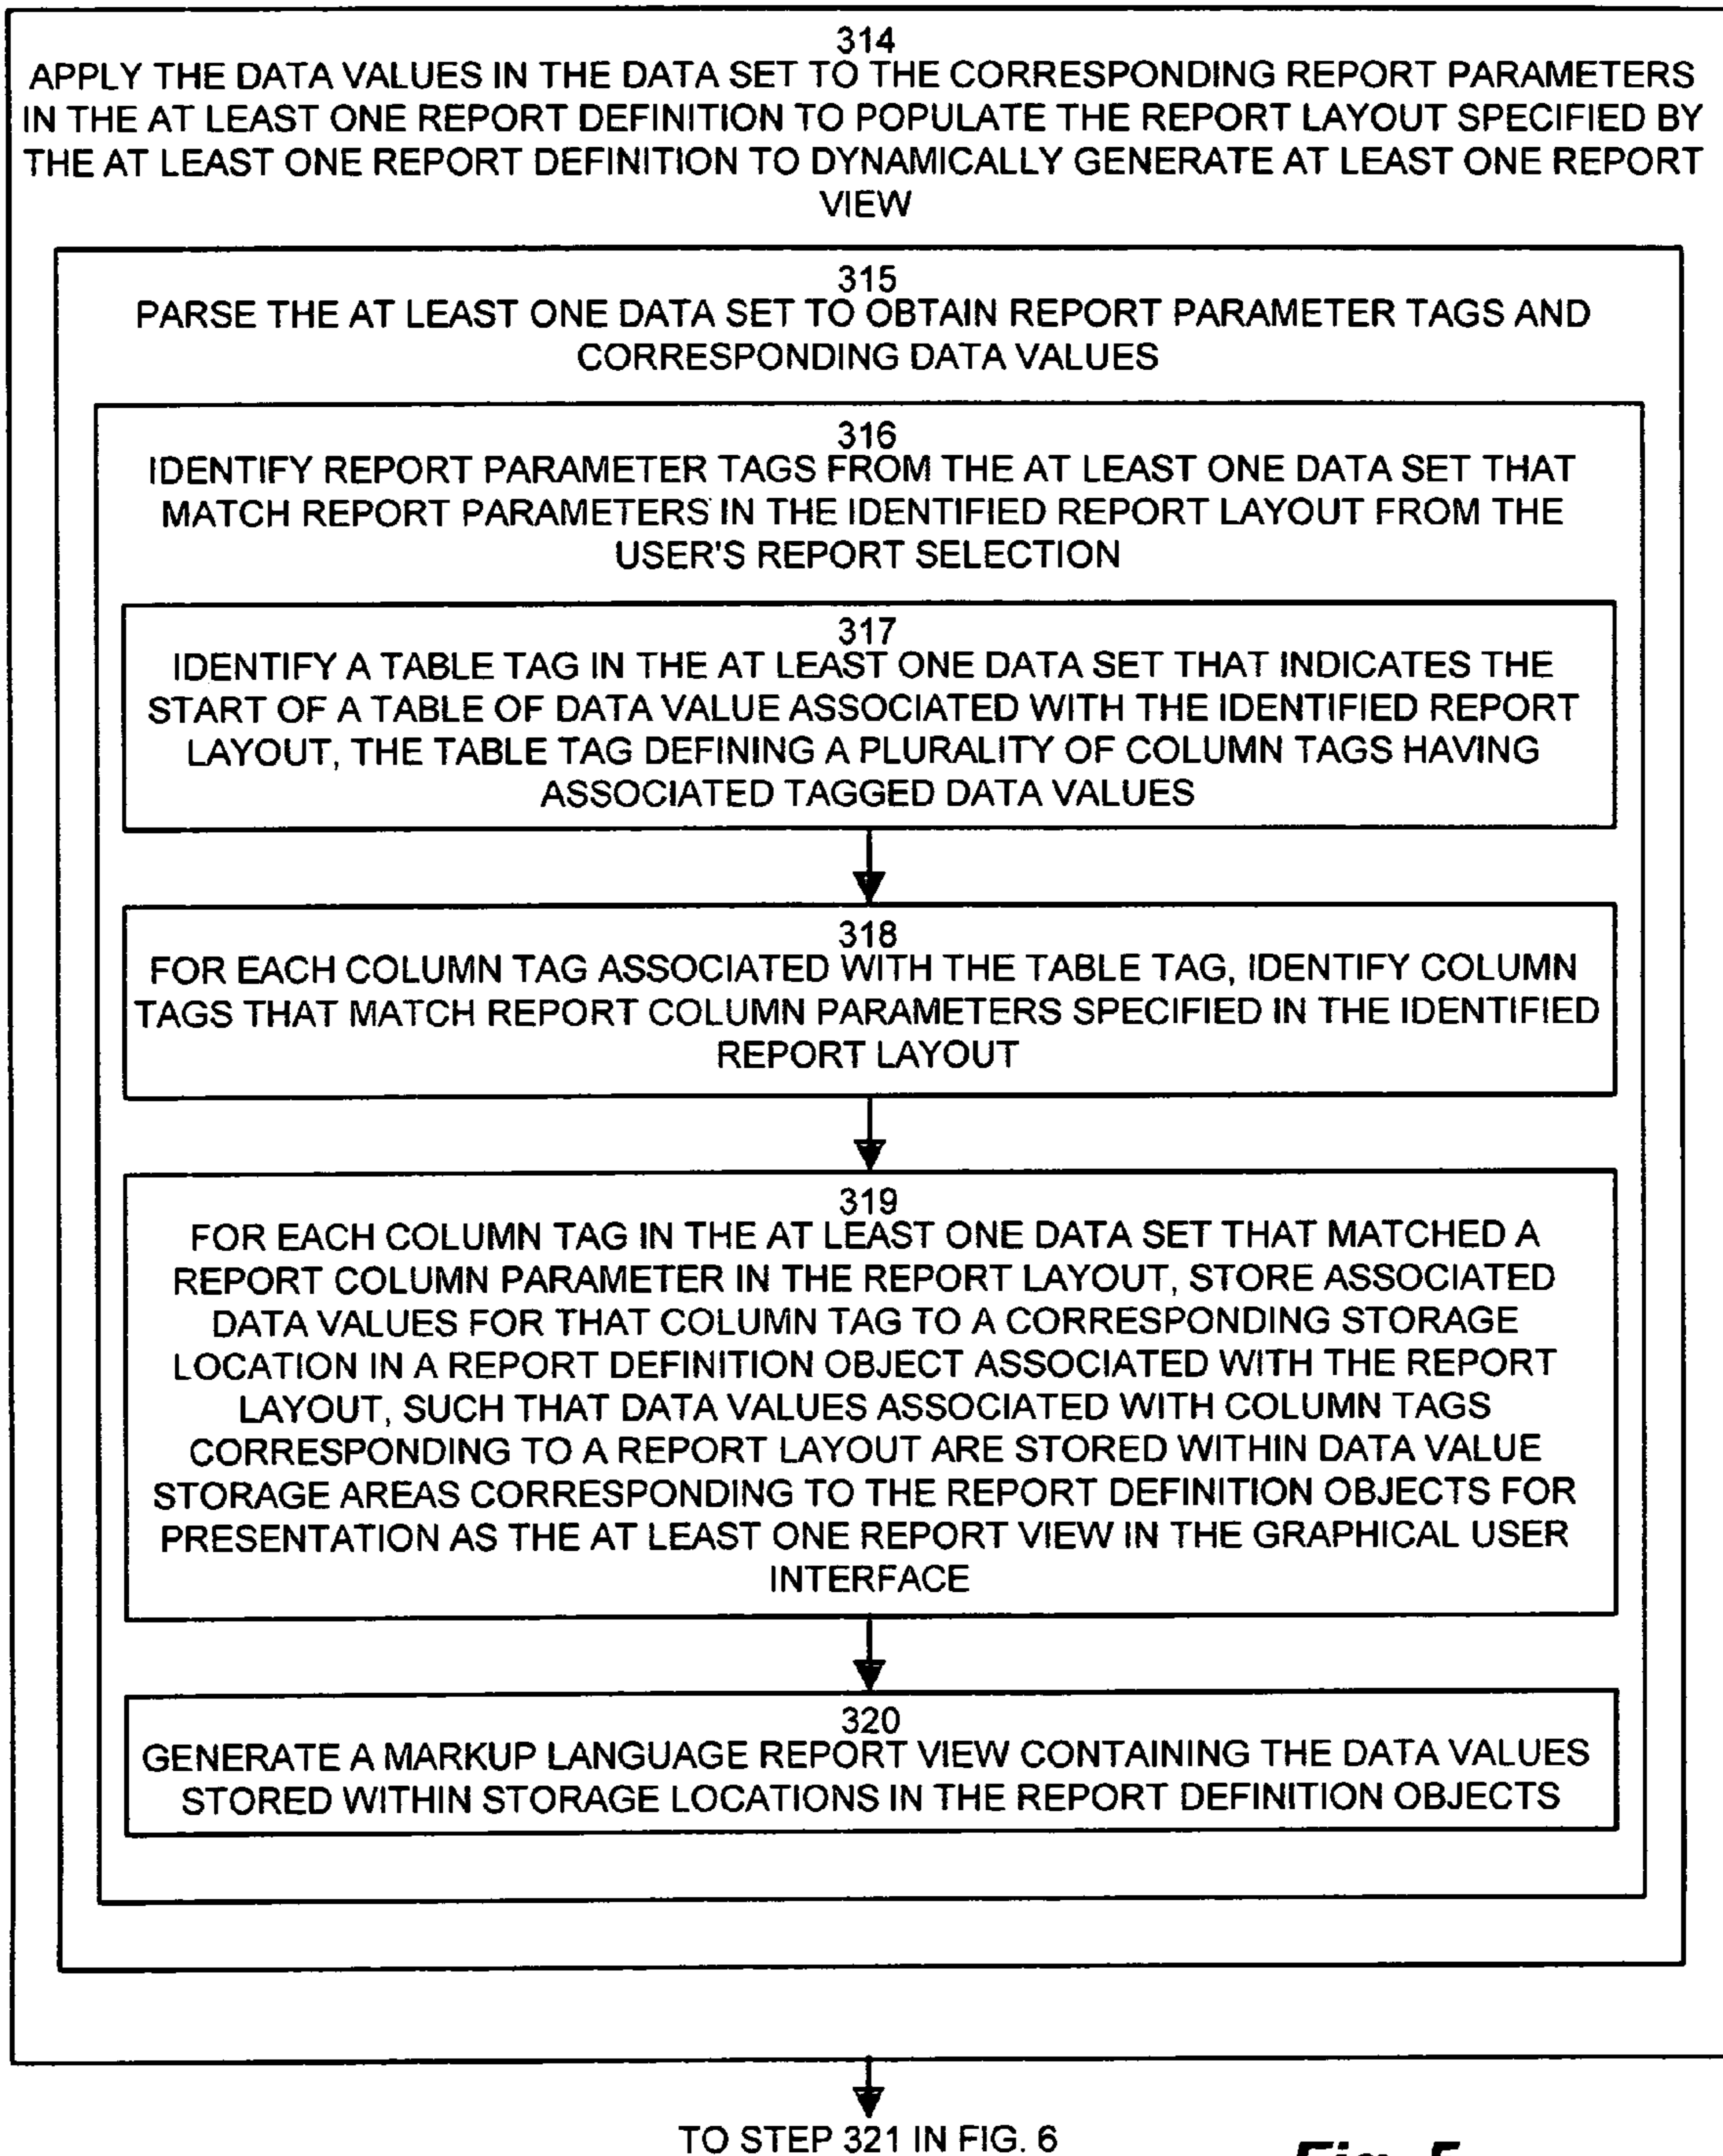 314
APPLY THE DATA VALUES IN THE DATA SET TO THE CORRESPONDING REPORT PARAMETERS
IN THE AT LEAST ONE REPORT DEFINITION TO POPULATE THE REPORT LAYOUT SPECIFIED BY
THE AT LEAST ONE REPORT DEFINITION TO DYNAMICALLY GENERATE AT LEAST ONE REPORT
VIEW
315
PARSE THE AT LEAST ONE DATA SET TO OBTAIN REPORT PARAMETER TAGS AND
CORRESPONDING DATA VALUES
316
IDENTIFY REPORT PARAMETER TAGS FROM THE AT LEAST ONE DATA SET THAT
MATCH REPORT PARAMETERS IN THE IDENTIFIED REPORT LAYOUT FROM THE
USER'S REPORT SELECTION
317
IDENTIFY A TABLE TAG IN THE AT LEAST ONE DATA SET THAT INDICATES THE
START OF A TABLE OF DATA VALUE ASSOCIATED WITH THE IDENTIFIED REPORT
LAYOUT, THE TABLE TAG DEFINING A PLURALITY OF COLUMN TAGS HAVING
ASSOCIATED TAGGED DATA VALUES
318
FOR EACH COLUMN TAG ASSOCIATED WITH THE TABLE TAG, IDENTIFY COLUMN
TAGS THAT MATCH REPORT COLUMN PARAMETERS SPECIFIED IN THE IDENTIFIED
REPORT LAYOUT
319
FOR EACH COLUMN TAG IN THE AT LEAST ONE DATA SET THAT MATCHED A
REPORT COLUMN PARAMETER IN THE REPORT LAYOUT, STORE ASSOCIATED
DATA VALUES FOR THAT COLUMN TAG TO A CORRESPONDING STORAGE
LOCATION IN A REPORT DEFINITION OBJECT ASSOCIATED WITH THE REPORT
LAYOUT, SUCH THAT DATA VALUES ASSOCIATED WITH COLUMN TAGS
CORRESPONDING TO A REPORT LAYOUT ARE STORED WITHIN DATA VALUE
STORAGE AREAS CORRESPONDING TO THE REPORT DEFINITION OBJECTS FOR
PRESENTATION AS THE AT LEAST ONE REPORT VIEW IN THE GRAPHICAL USER
INTERFACE
320
GENERATE A MARKUP LANGUAGE REPORT VIEW CONTAINING THE DATA VALUES
STORED WITHIN STORAGE LOCATIONS IN THE REPORT DEFINITION OBJECTS
TO STEP 321 IN FIG. 6